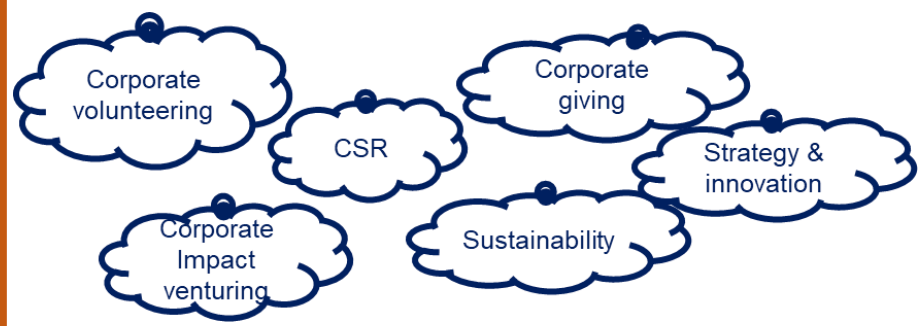 Corporate
volunteering
Corporate
giving
CSR
Strategy &
innovation
Corporate
Impact
venturing
Sustainability